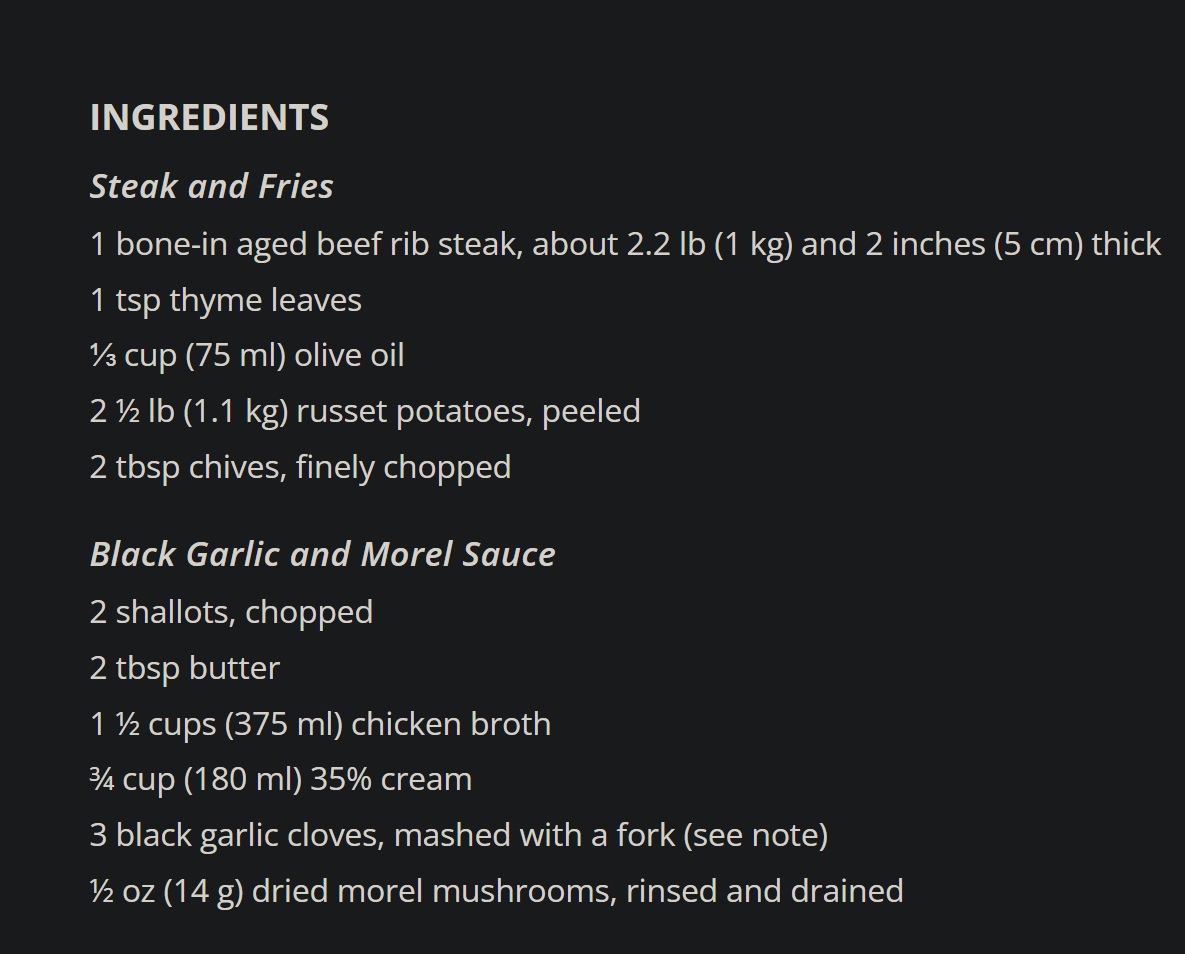 INGREDIENTS
Steak and Fries
1 bone-in aged beef rib steak, about 2.2 lb (1 kg) and 2 inches (5 cm) thick
1 tsp thyme leaves
⅓ cup (75 ml) olive oil
2 ½ lb (1.1 kg) russet potatoes, peeled
2 tbsp chives, finely chopped
Black Garlic and Morel Sauce
2 shallots, chopped
2 tbsp butter
1 ½ cups (375 ml) chicken broth
¾ cup (180 ml) 35% cream
3 black garlic cloves, mashed with a fork (see note)
½ oz (14 g) dried morel mushrooms, rinsed and drained